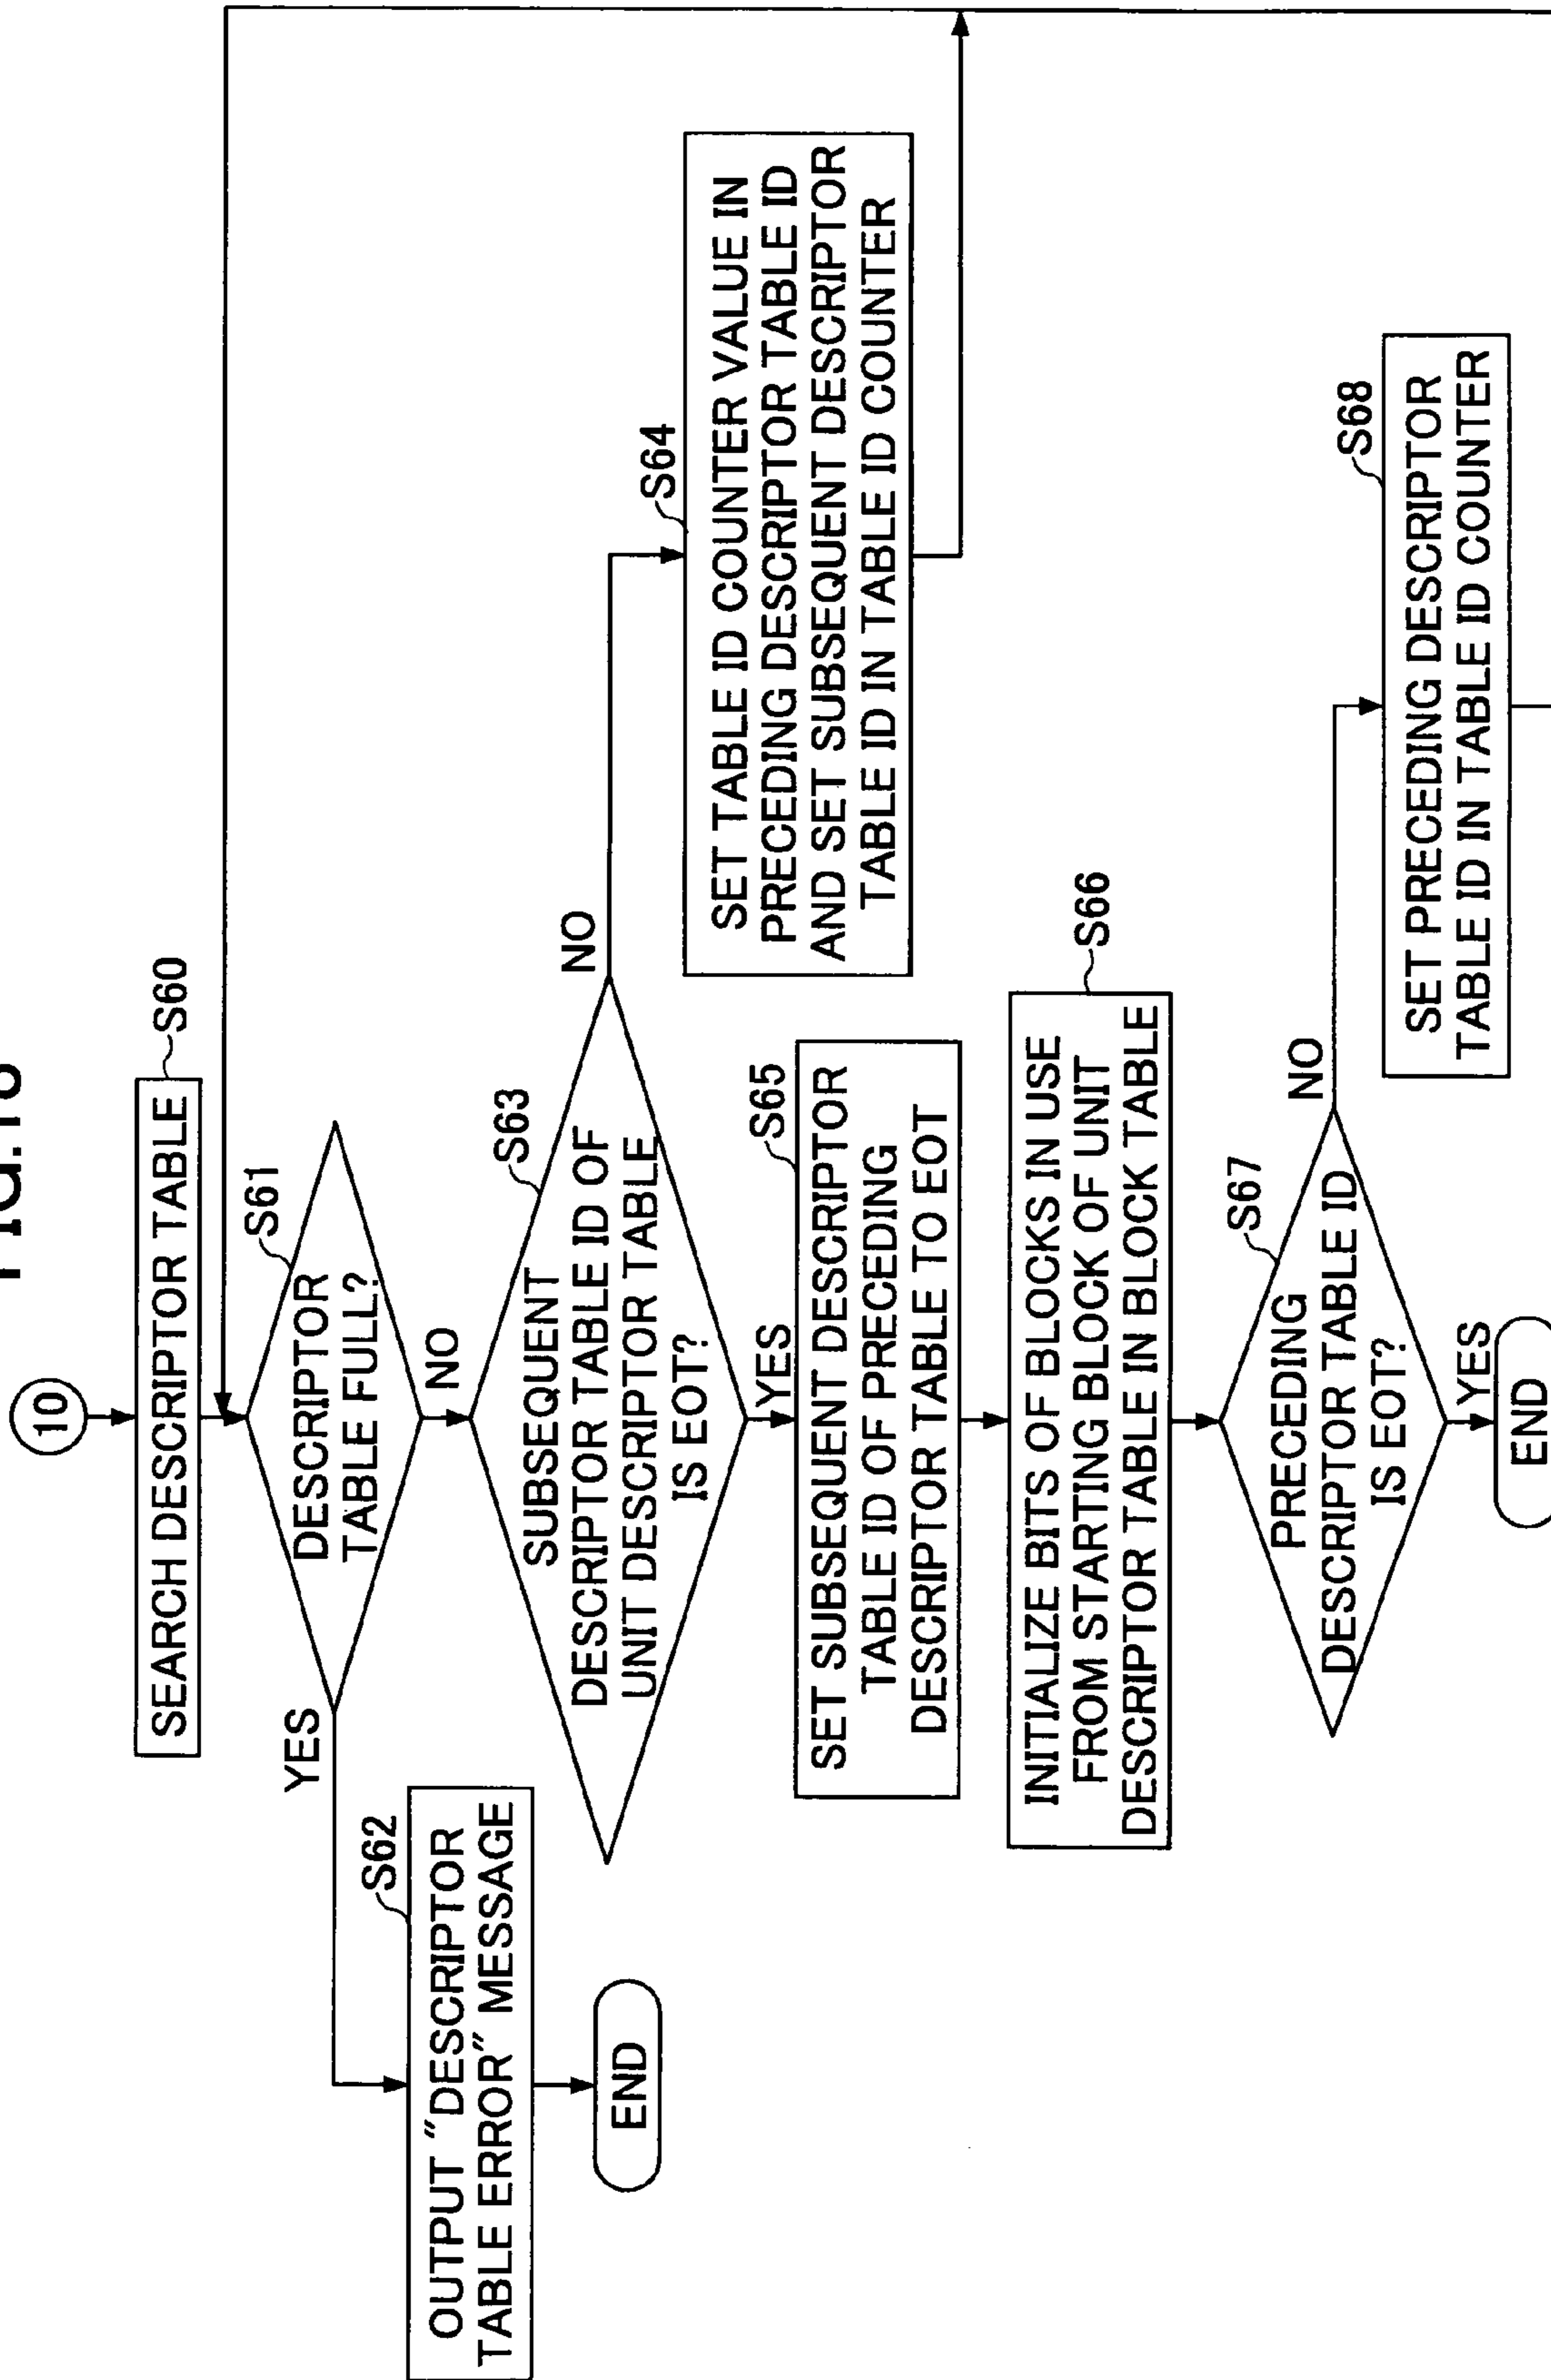 10
SEARCH DESCRIPTOR TABLE
S60
DESCRIPTOR
TABLE FULL?
S61
YES
NO
OUTPUT "DESCRIPTOR
TABLE ERROR" MESSAGE
S62
END
SUBSEQUENT
DESCRIPTOR TABLE ID OF
UNIT DESCRIPTOR TABLE
IS EOT?
S63
NO
YES
SET TABLE ID COUNTER VALUE IN
PRECEDING DESCRIPTOR TABLE ID
AND SET SUBSEQUENT DESCRIPTOR
TABLE ID IN TABLE ID COUNTER
S64
SET SUBSEQUENT DESCRIPTOR
TABLE ID OF PRECEDING
DESCRIPTOR TABLE TO EOT
S65
INITIALIZE BITS OF BLOCKS IN USE
FROM STARTING BLOCK OF UNIT
DESCRIPTOR TABLE IN BLOCK TABLE
S66
PRECEDING
DESCRIPTOR TABLE ID
IS EOT?
S67
NO
YES
SET PRECEDING DESCRIPTOR
TABLE ID IN TABLE ID COUNTER
S68
END